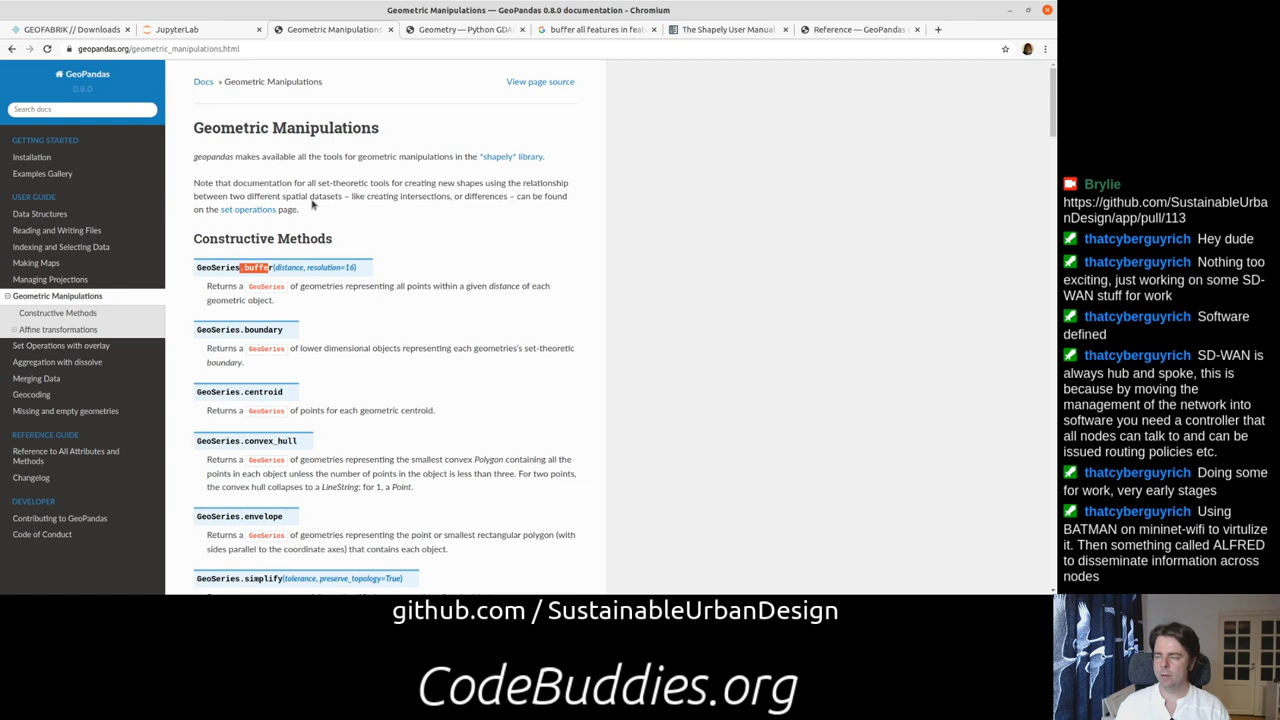 Geometric Manipulations — GeoPandas 0.8.0 documentation - Chromium
GEOFABRIK // Downloads
JupyterLab
Geometric Manipulations
Geometry — Python GDA
buffer all features in feat
The Shapely User Manual
Reference — GeoPandas
geopandas.org/geometric_manipulations.html
GeoPandas
0.8.0
Search docs
GETTING STARTED
Installation
Examples Gallery
USER GUIDE
Data Structures
Reading and Writing Files
Indexing and Selecting Data
Making Maps
Managing Projections
Geometric Manipulations
Constructive Methods
Affine transformations
Set Operations with overlay
Aggregation with dissolve
Merging Data
Geocoding
Missing and empty geometries
REFERENCE GUIDE
Reference to All Attributes and
Methods
Changelog
DEVELOPER
Contributing to GeoPandas
Code of Conduct
Docs » Geometric Manipulations
View page source
Geometric Manipulations
geopandas makes available all the tools for geometric manipulations in the *shapely* library.
Note that documentation for all set-theoretic tools for creating new shapes using the relationship
between two different spatial datasets – like creating intersections, or differences – can be found
on the set operations page.
Constructive Methods
GeoSeries.buffer(distance, resolution=16)
Returns a GeoSeries of geometries representing all points within a given distance of each
geometric object.
GeoSeries.boundary
Returns a GeoSeries of lower dimensional objects representing each geometries's set-theoretic
boundary.
GeoSeries.centroid
Returns a GeoSeries of points for each geometric centroid.
GeoSeries.convex_hull
Returns a GeoSeries of geometries representing the smallest convex Polygon containing all the
points in each object unless the number of points in the object is less than three. For two points,
the convex hull collapses to a LineString; for 1, a Point.
GeoSeries.envelope
Returns a GeoSeries of geometries representing the point or smallest rectangular polygon (with
sides parallel to the coordinate axes) that contains each object.
GeoSeries.simplify(tolerance, preserve_topology=True)
Brylie
https://github.com/SustainableUrba
nDesign/app/pull/113
thatcyberguyrich Hey dude
thatcyberguyrich Nothing too
exciting, just working on some SD-
WAN stuff for work
thatcyberguyrich Software
defined
thatcyberguyrich SD-WAN is
always hub and spoke, this is
because by moving the
management of the network into
software you need a controller that
all nodes can talk to and can be
issued routing policies etc.
thatcyberguyrich Doing some
for work, very early stages
thatcyberguyrich Using
BATMAN on mininet-wifi to virtulize
it. Then something called ALFRED
to disseminate information across
nodes
github.com / SustainableUrbanDesign
CodeBuddies.org